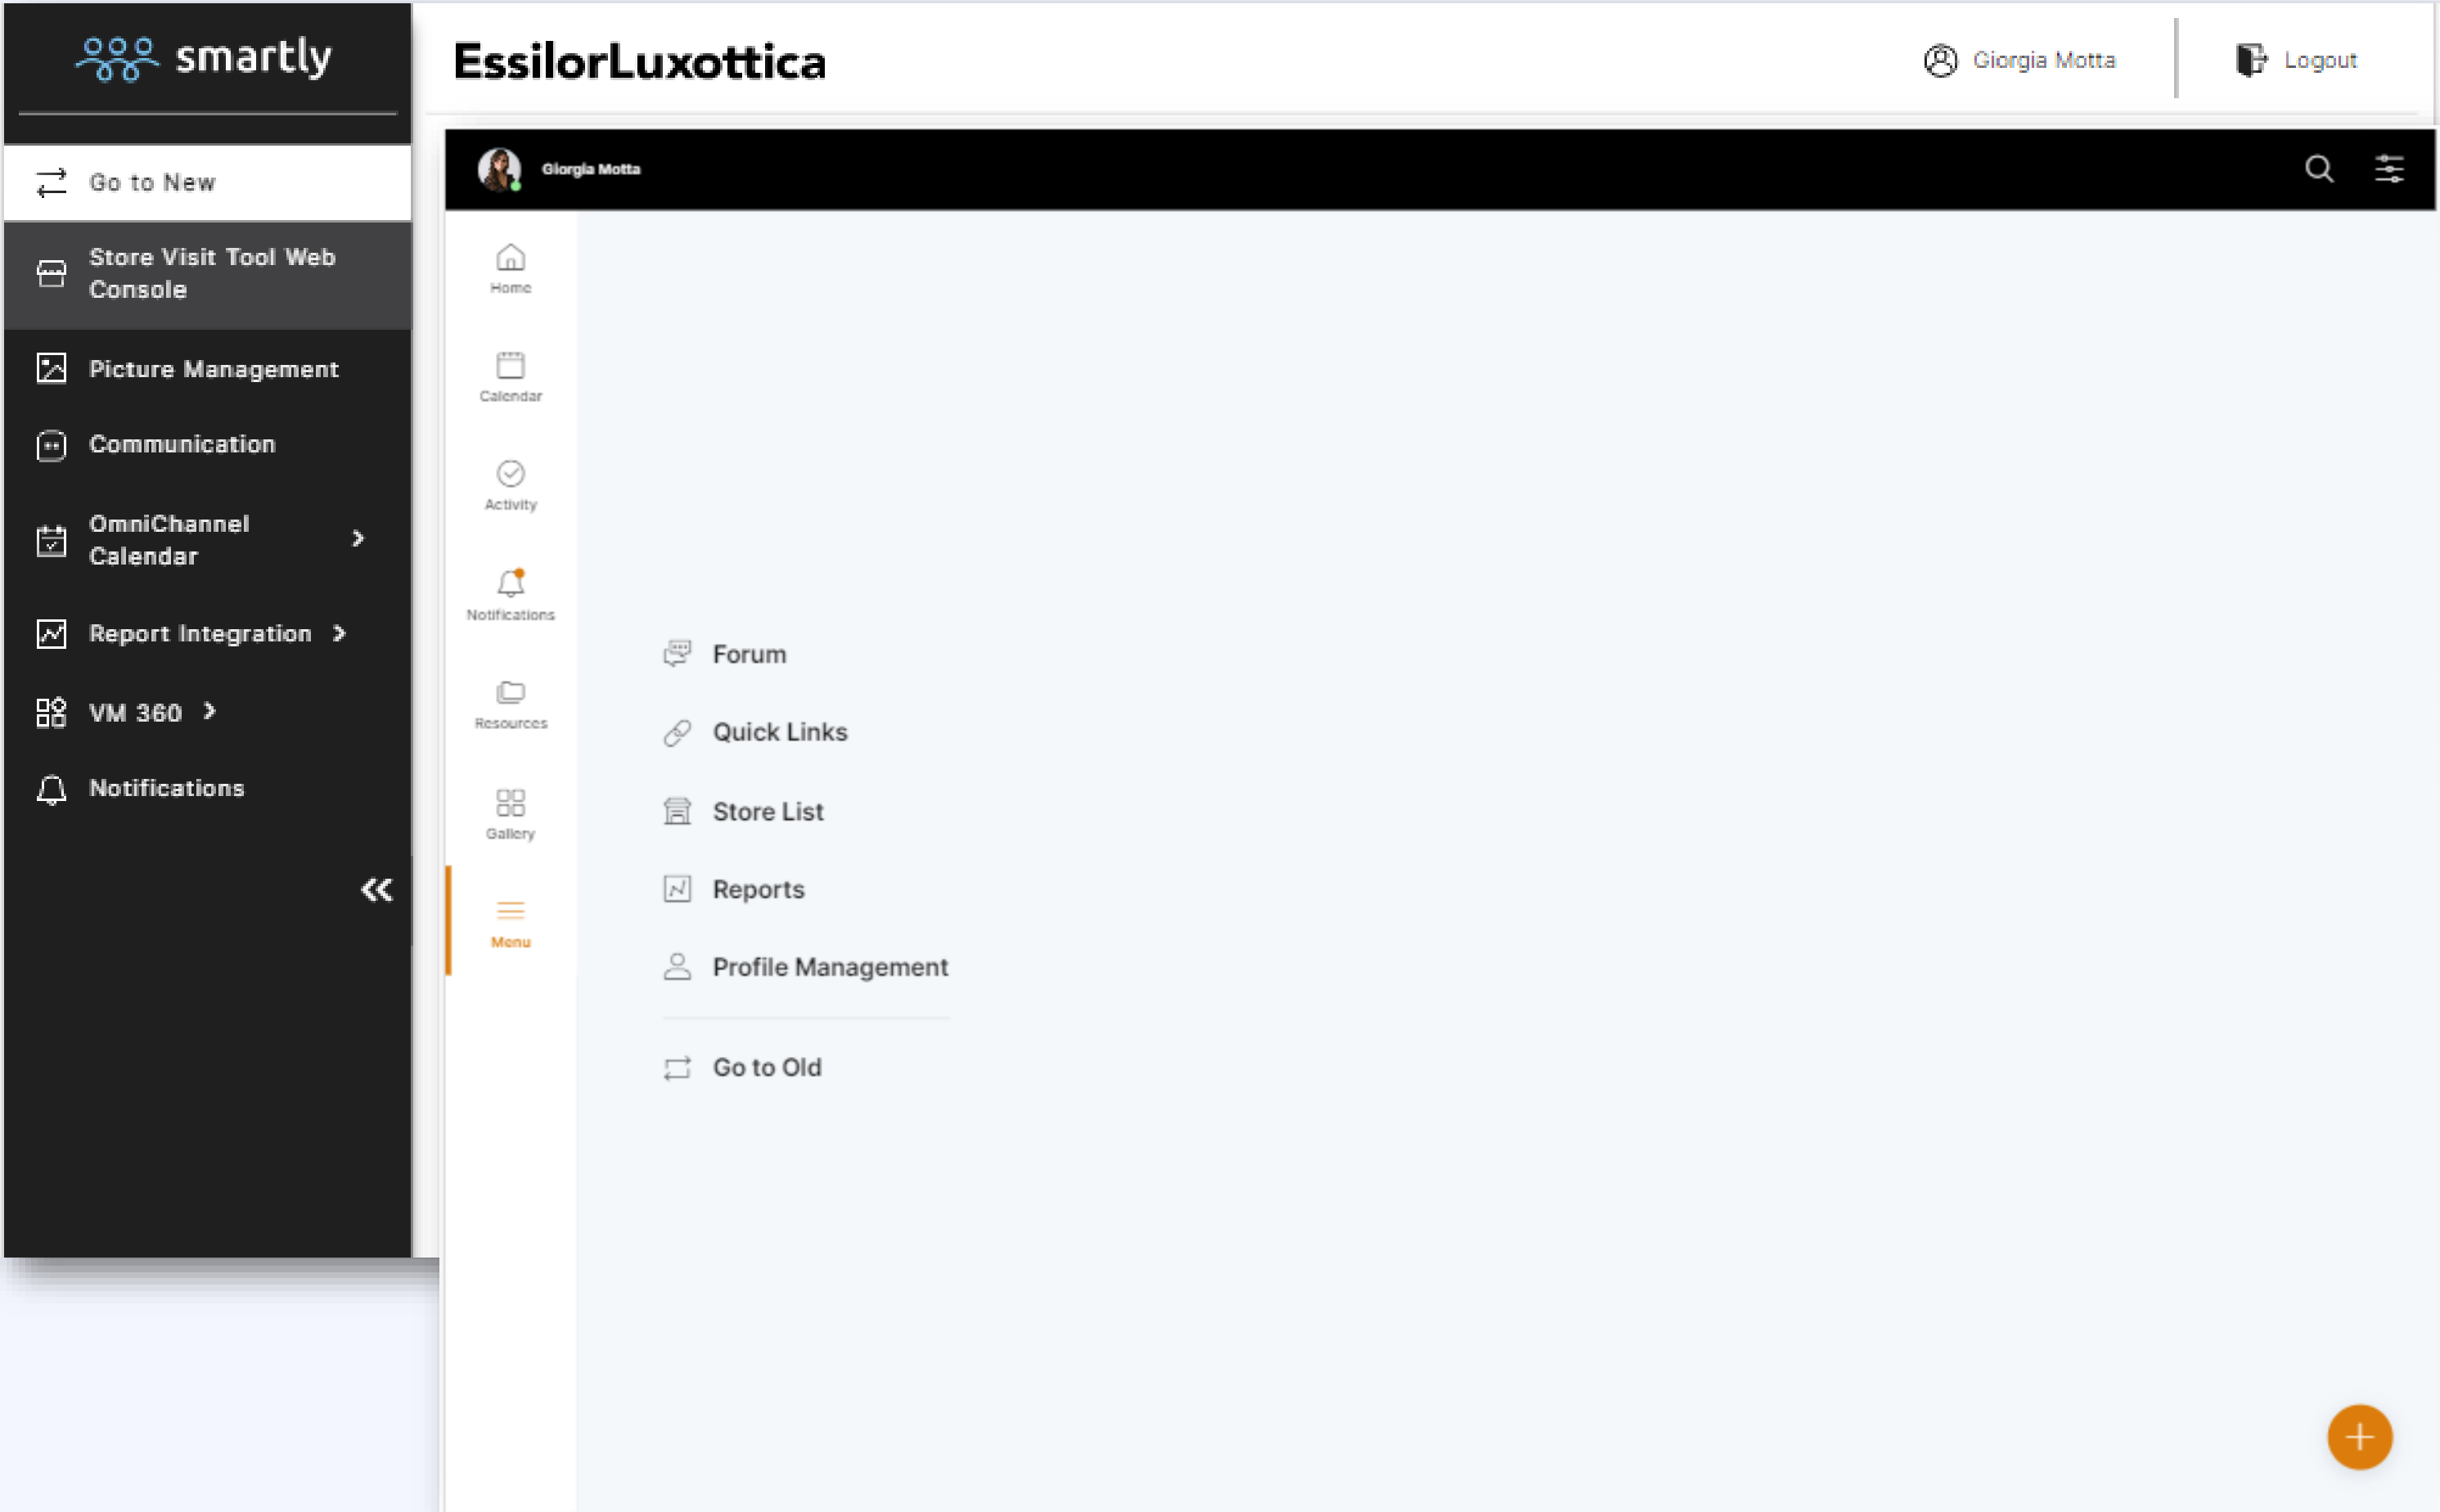 smartly
EssilorLuxottica
Giorgia Motta
Logout
Go to New
Store Visit Tool Web
Console
Picture Management
Communication
OmniChannel
Calendar
Report Integration
VM 360
Notifications
Giorgia Motta
Home
Calendar
Activity
Notifications
Resources
Gallery
Menu
Forum
Quick Links
Store List
Reports
Profile Management
Go to Old